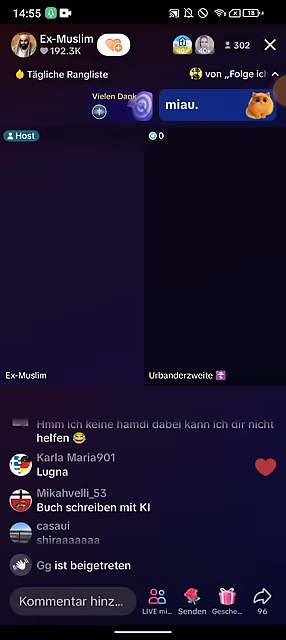 14:55
18
Ex-Muslim
192.3K
302
Tägliche Rangliste
von „Folge ich
Vielen Dank
miau.
Host
0
Ex-Muslim
Urbanderzweite
Hmm ich keine hamdi dabei kann ich dir nicht
helfen 😂
Karla Maria901
Lugna
Mikahvelli_53
Buch schreiben mit KI
casaui
shiraaaaaaa
Gg ist beigetreten
Kommentar hinz...
LIVE mi...
Senden
Gesche...
96